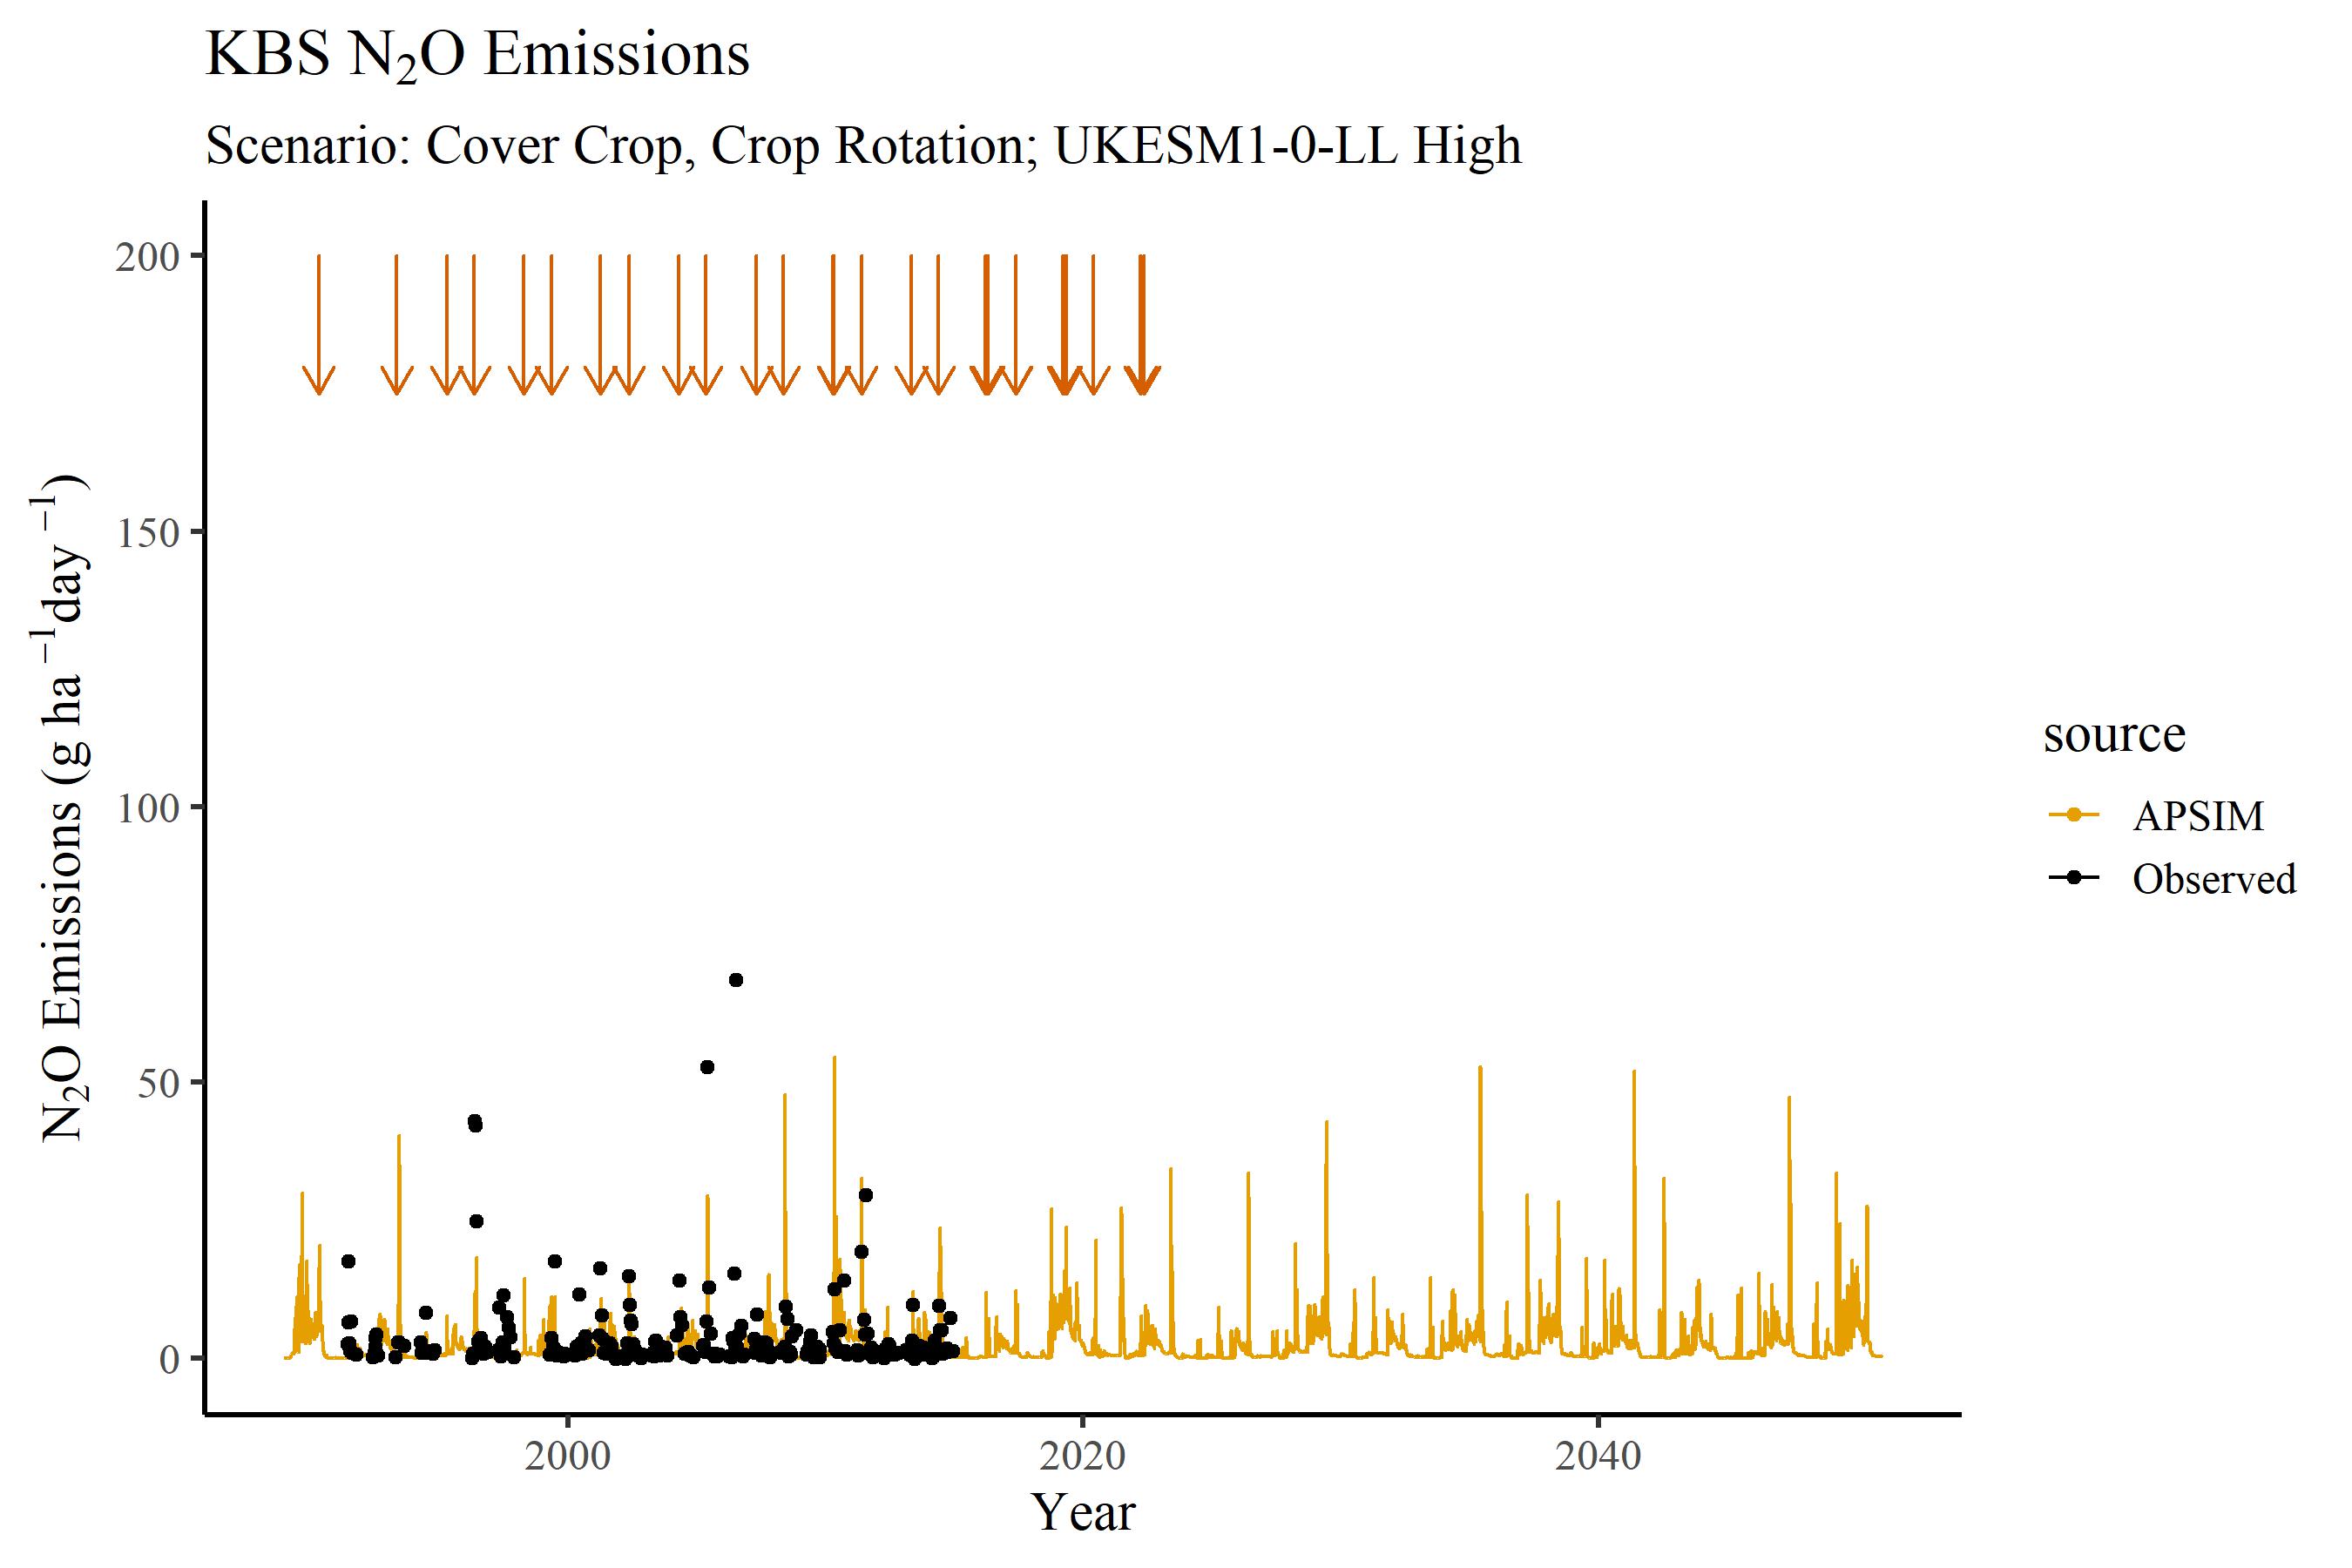 KBS N₂O Emissions
Scenario: Cover Crop, Crop Rotation; UKESM1-0-LL High
N₂O Emissions (g ha ⁻¹day ⁻¹)
200
150
100
50
0
2000
2020
2040
Year
source
APSIM
Observed